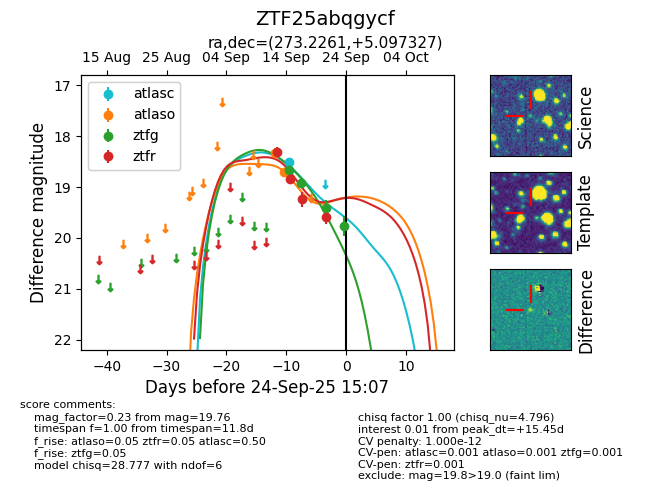 ZTF25abqgycf
ra,dec=(273.2261,+5.097327)
15 Aug 25 Aug 04 Sep 14 Sep 24 Sep 04 Oct
atlasc
atlaso
ztfg
ztfr
17
18
19
20
21
22
Difference magnitude
−40 −30 −20 −10 0 10
Days before 24-Sep-25 15:07
Science
Template
Difference
score comments:
mag_factor=0.23 from mag=19.76
timespan f=1.00 from timespan=11.8d
f_rise: atlaso=0.05 ztfr=0.05 atlasc=0.50
f_rise: ztfg=0.05
model chisq=28.777 with ndof=6
chisq factor 1.00 (chisq_nu=4.796)
interest 0.01 from peak_dt=+15.45d
CV penalty: 1.000e-12
CV-pen: atlasc=0.001 atlaso=0.001 ztfg=0.001
CV-pen: ztfr=0.001
exclude: mag=19.8>19.0 (faint lim)